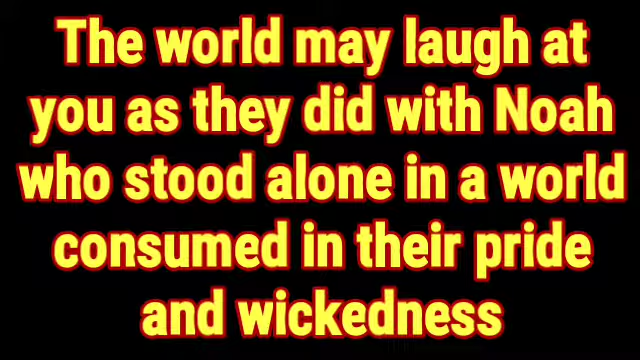 The world may laugh at
you as they did with Noah
who stood alone in a world
consumed in their pride
and wickedness